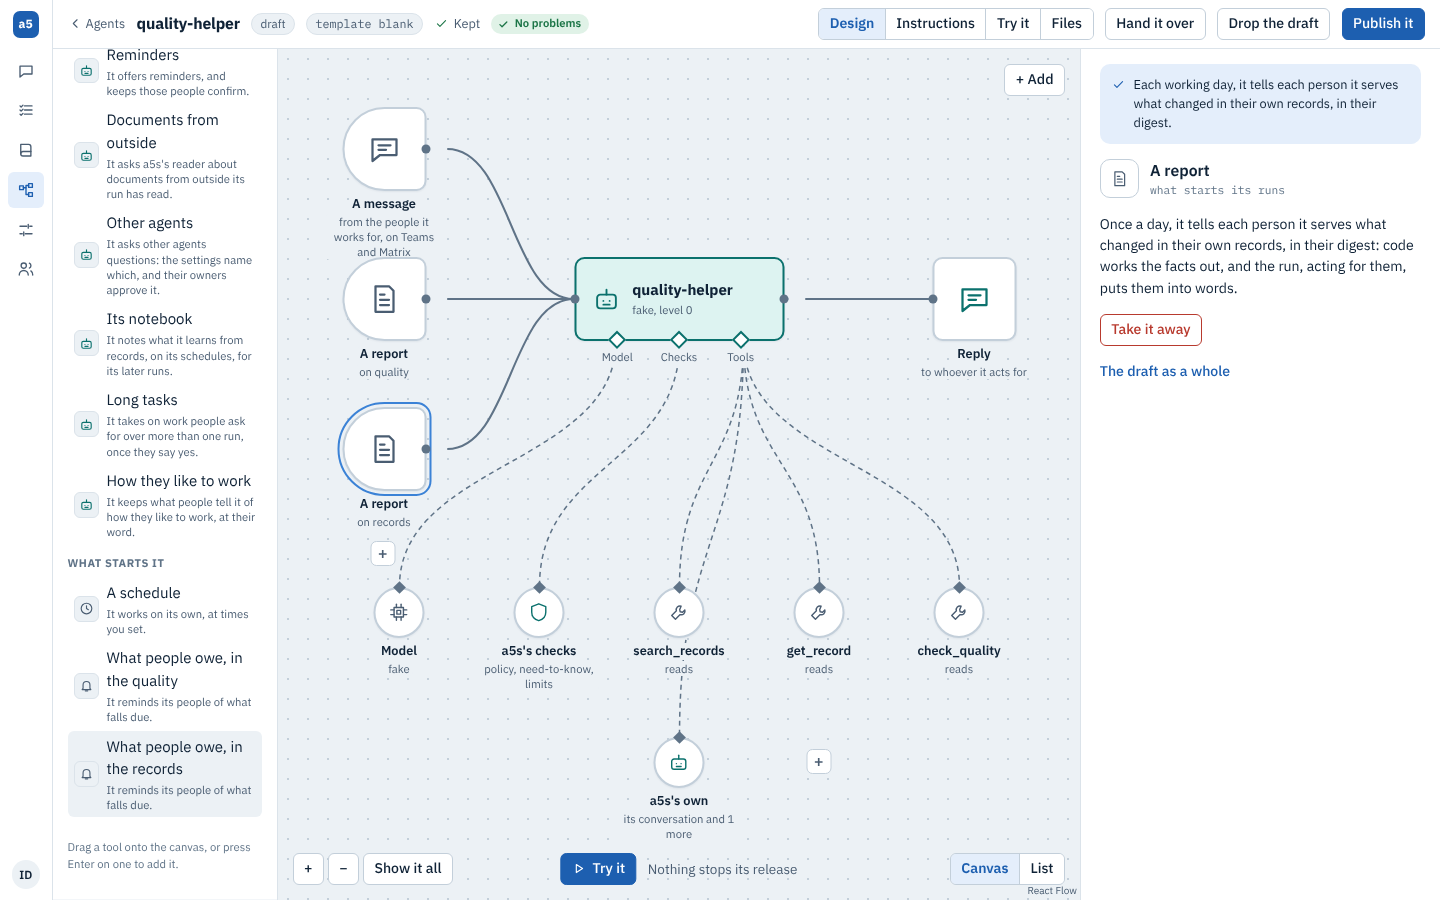 a5
Agents
quality-helper
draft
template blank
Kept
No problems
Design
Instructions
Try it
Files
Hand it over
Drop the draft
Publish it
Reminders
It offers reminders, and
keeps those people confirm.
Documents from
outside
It asks a5s's reader about
documents from outside its
run has read.
Other agents
It asks other agents
questions: the settings name
which, and their owners
approve it.
Its notebook
It notes what it learns from
records, on its schedules, for
its later runs.
Long tasks
It takes on work people ask
for over more than one run,
once they say yes.
How they like to work
It keeps what people tell it of
how they like to work, at their
word.
WHAT STARTS IT
A schedule
It works on its own, at times
you set.
What people owe, in
the quality
It reminds its people of what
falls due.
What people owe, in
the records
It reminds its people of what
falls due.
Drag a tool onto the canvas, or press
Enter on one to add it.
ID
+ Add
A message
from the people it
works for, on Teams
and Matrix
A report
on quality
A report
on records
+
quality-helper
fake, level 0
Model
Checks
Tools
Reply
to whoever it acts for
Model
fake
a5s's checks
policy, need-to-know,
limits
search_records
reads
get_record
reads
check_quality
reads
a5s's own
its conversation and 1
more
+
+
−
Show it all
Try it
Nothing stops its release
Canvas
List
React Flow
Each working day, it tells each person it serves
what changed in their own records, in their
digest.
A report
what starts its runs
Once a day, it tells each person it serves what
changed in their own records, in their digest: code
works the facts out, and the run, acting for them,
puts them into words.
Take it away
The draft as a whole